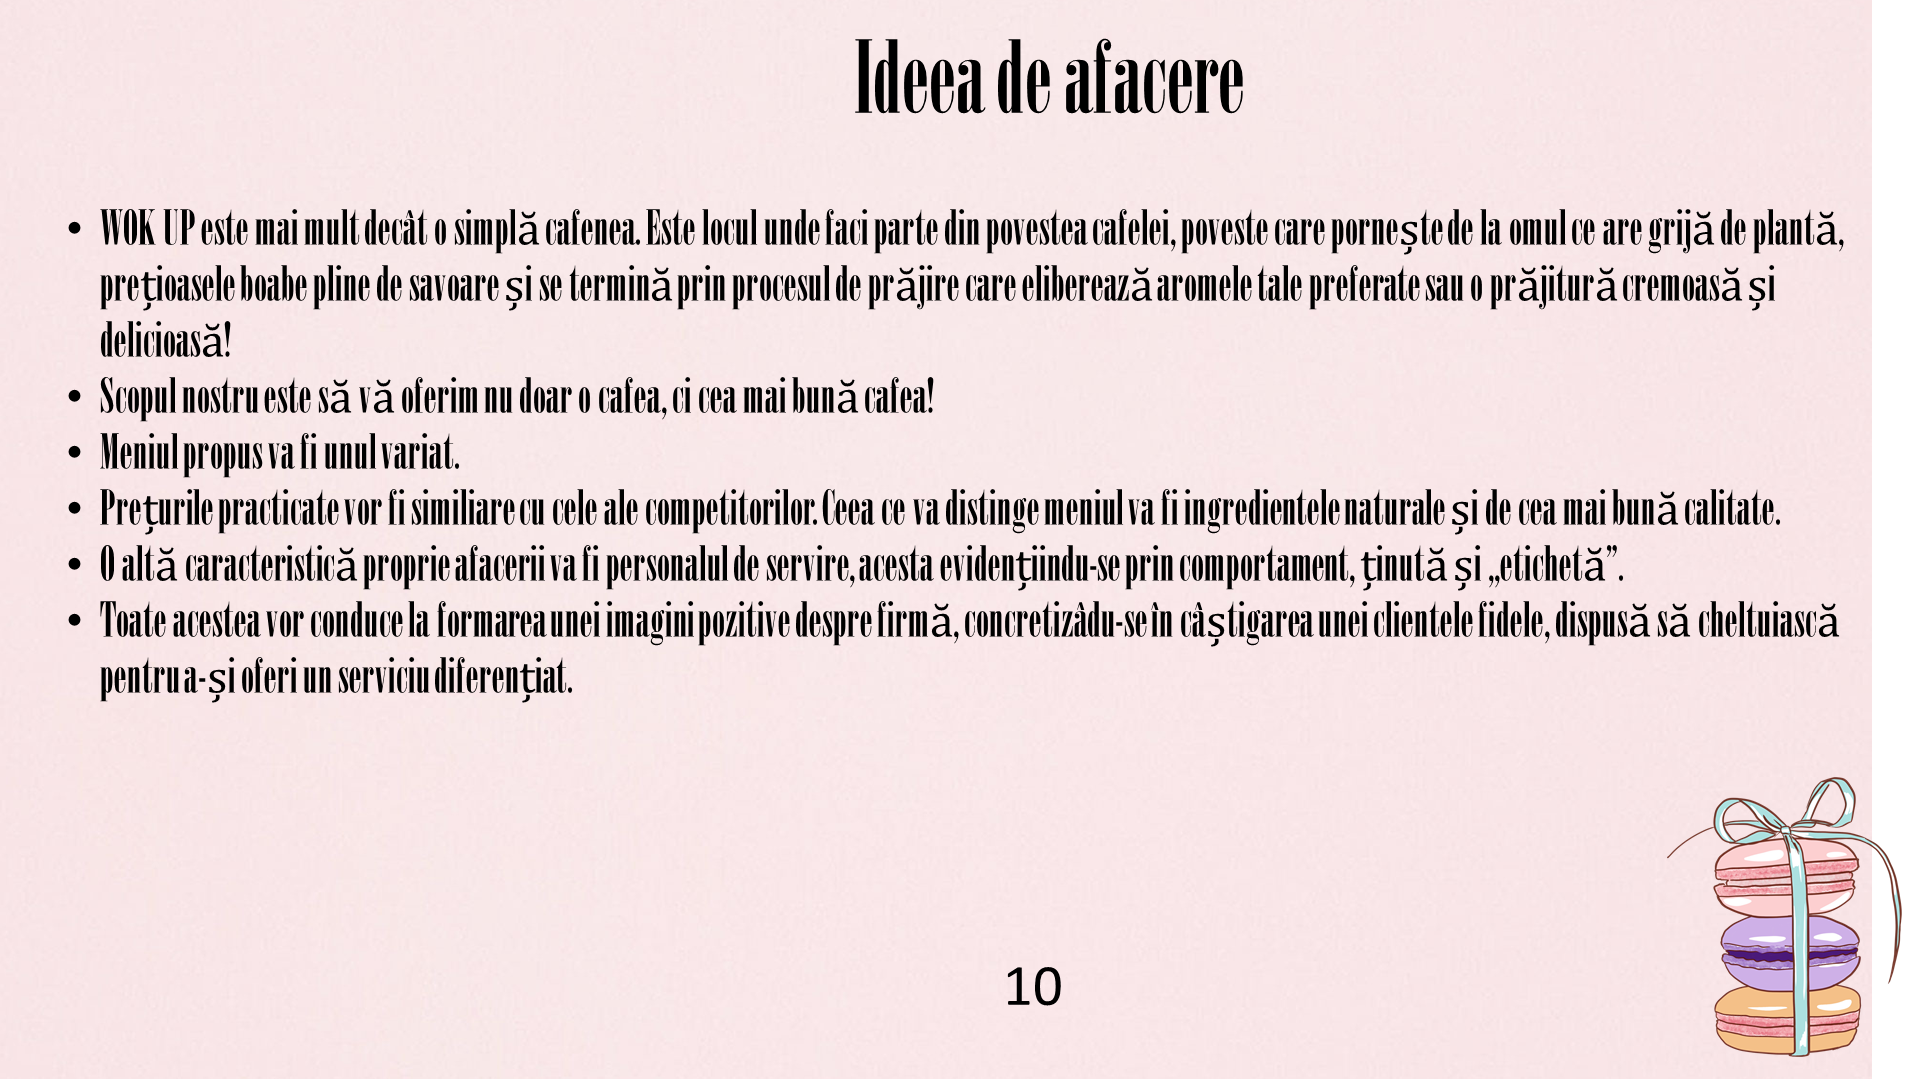 Ideea de afacere
• WOK UP este mai mult decât o simplă cafenea. Este locul unde faci parte din povestea cafelei, poveste care pornește de la omul ce are grijă de plantă,
prețioasele boabe pline de savoare și se termină prin procesul de prăjire care eliberează aromele tale preferate sau o prăjitură cremoasă și
delicioasă!
• Scopul nostru este să vă oferim nu doar o cafea, ci cea mai bună cafea!
• Meniul propus va fi unul variat.
• Prețurile practicate vor fi similiare cu cele ale competitorilor. Ceea ce va distinge meniul va fi ingredientele naturale și de cea mai bună calitate.
• O altă caracteristică proprie afacerii va fi personalul de servire, acesta evidențiindu-se prin comportament, ținută și „etichetă”.
• Toate acestea vor conduce la formarea unei imagini pozitive despre firmă, concretizâdu-se în câștigarea unei clientele fidele, dispusă să cheltuiască
pentru a-și oferi un serviciu diferențiat.
10